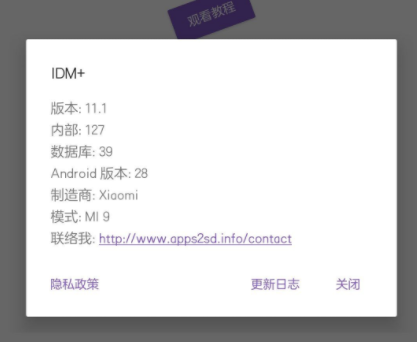 观看教程
IDM+
版本: 11.1
内部: 127
数据库: 39
Android 版本: 28
制造商: Xiaomi
模式: MI 9
联络我: http://www.apps2sd.info/contact
隐私政策 更新日志 关闭